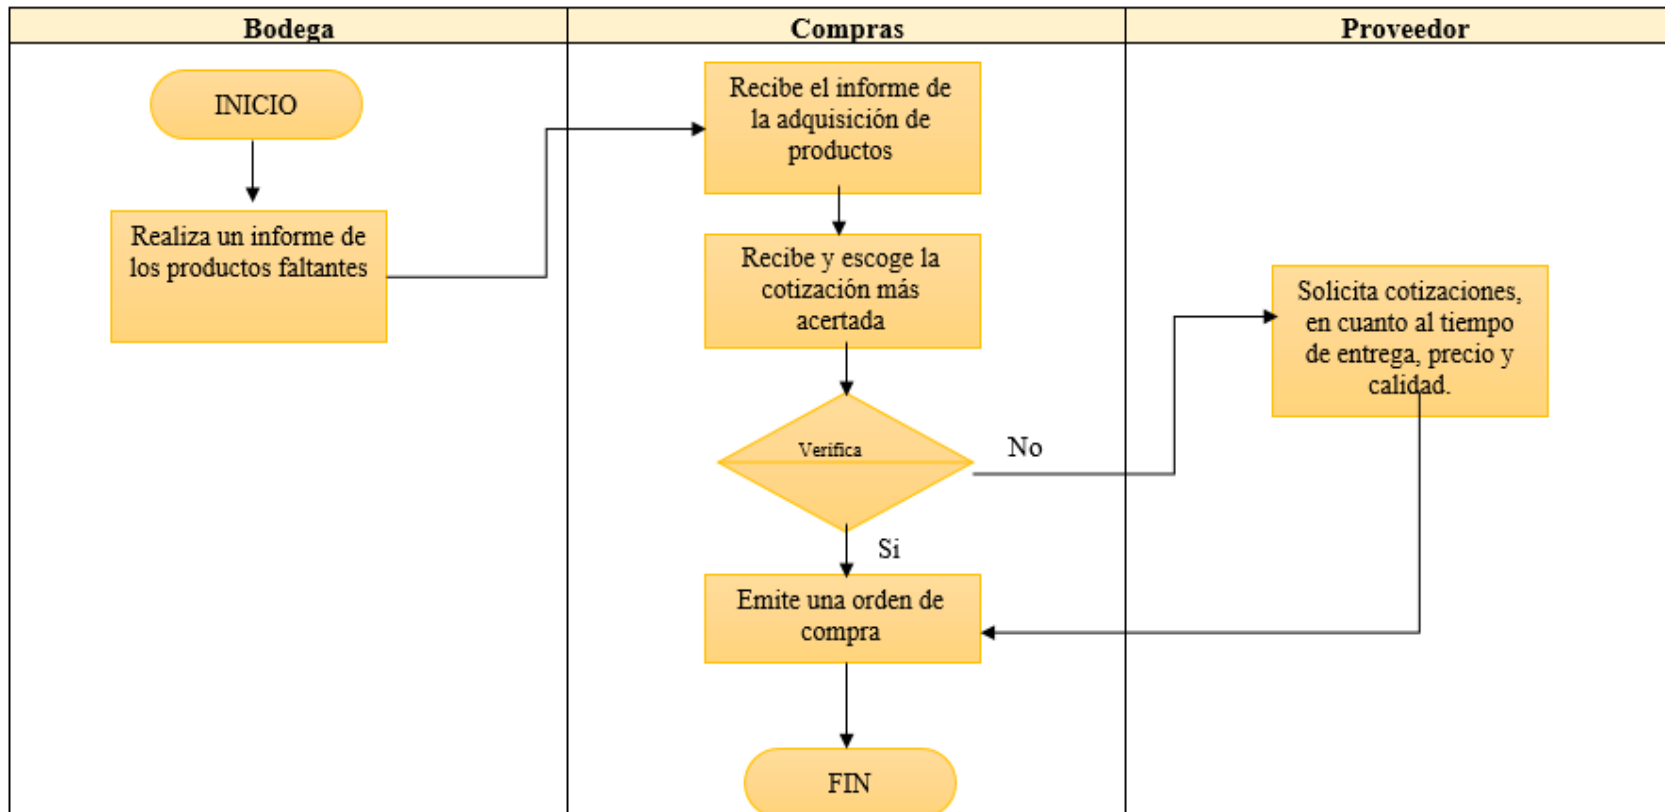 Bodega
Compras
Proveedor
INICIO
Realiza un informe de
los productos faltantes
Recibe el informe de
la adquisición de
productos
Recibe y escoge la
cotización más
acertada
Verifica
No
Si
Solicita cotizaciones,
en cuanto al tiempo
de entrega, precio y
calidad.
Emite una orden de
compra
FIN